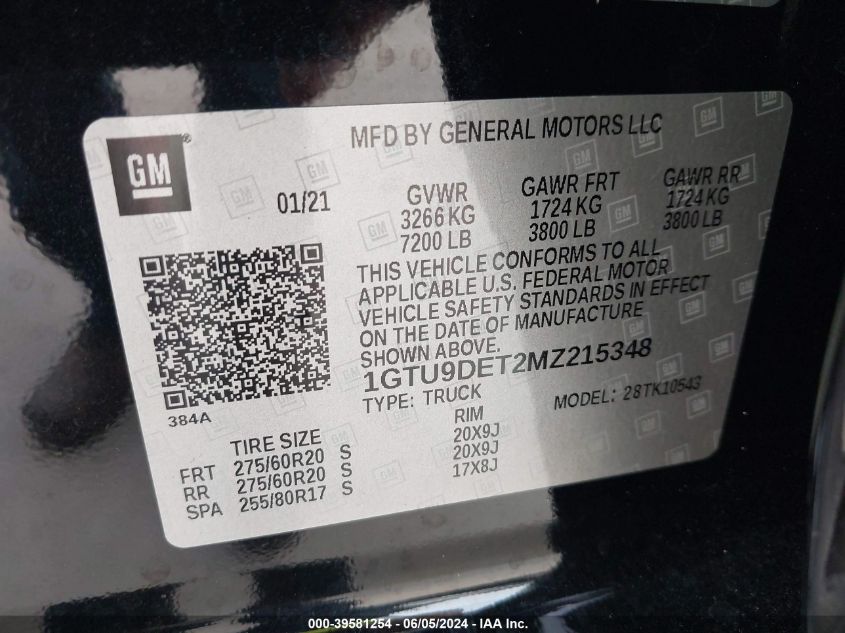 GM
MFD BY GENERAL MOTORS LLC
01/21
GVWR GAWR FRT GAWR RR
3266 KG 1724 KG 1724 KG
7200 LB 3800 LB 3800 LB
THIS VEHICLE CONFORMS TO ALL
APPLICABLE U.S. FEDERAL MOTOR
VEHICLE SAFETY STANDARDS IN EFFECT
ON THE DATE OF MANUFACTURE
SHOWN ABOVE.
1GTU9DET2MZ215348
TYPE: TRUCK MODEL: 28TK10543
384A
TIRE SIZE RIM
FRT 275/60R20 S 20X9J
RR 275/60R20 S 20X9J
SPA 255/80R17 S 17X8J
000-39581254 - 06/05/2024 - IAA Inc.